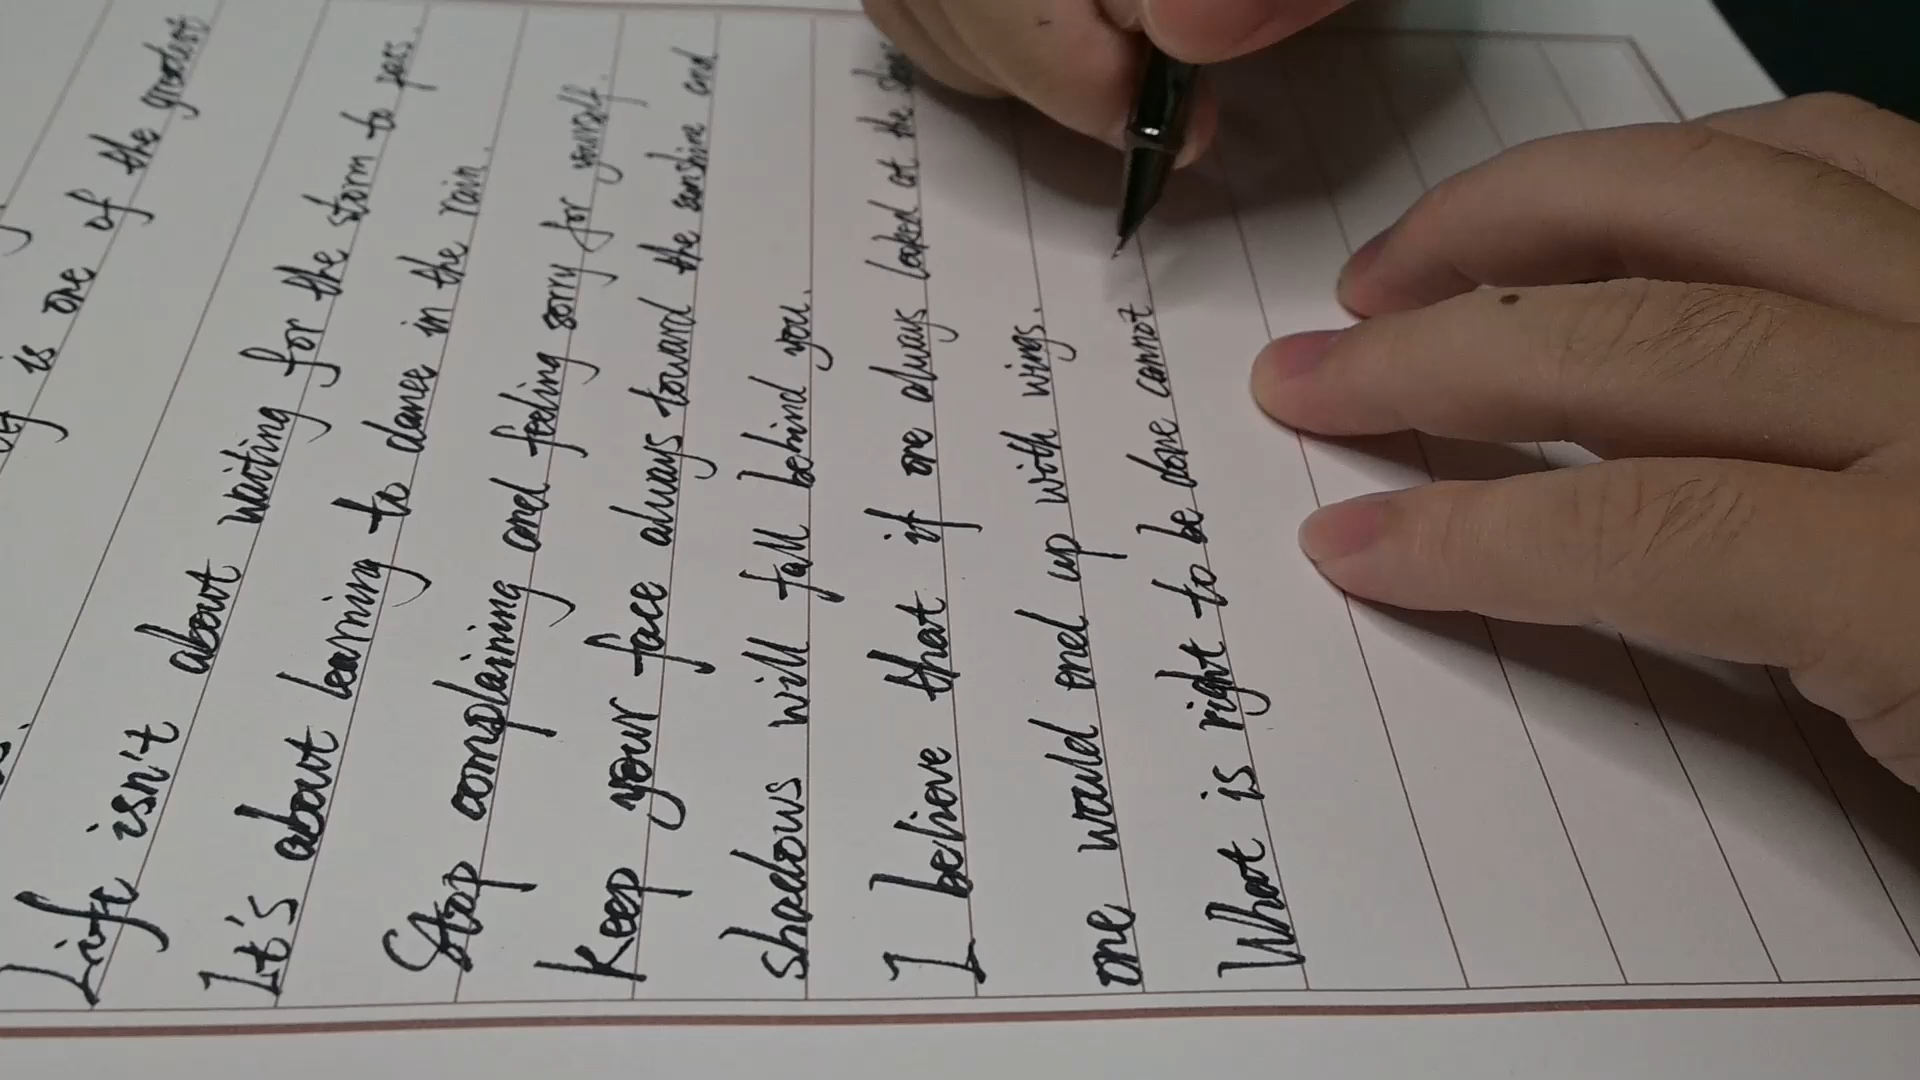 is one of the greatest
Life isn't about waiting for the storm to pass.
It's about learning to dance in the rain.
Stop complaining and feeling sorry for yourself.
Keep your face always toward the sunshine and
shadows will fall behind you.
I believe that if one always looked at the
one would end up with wings.
What is right to be done cannot